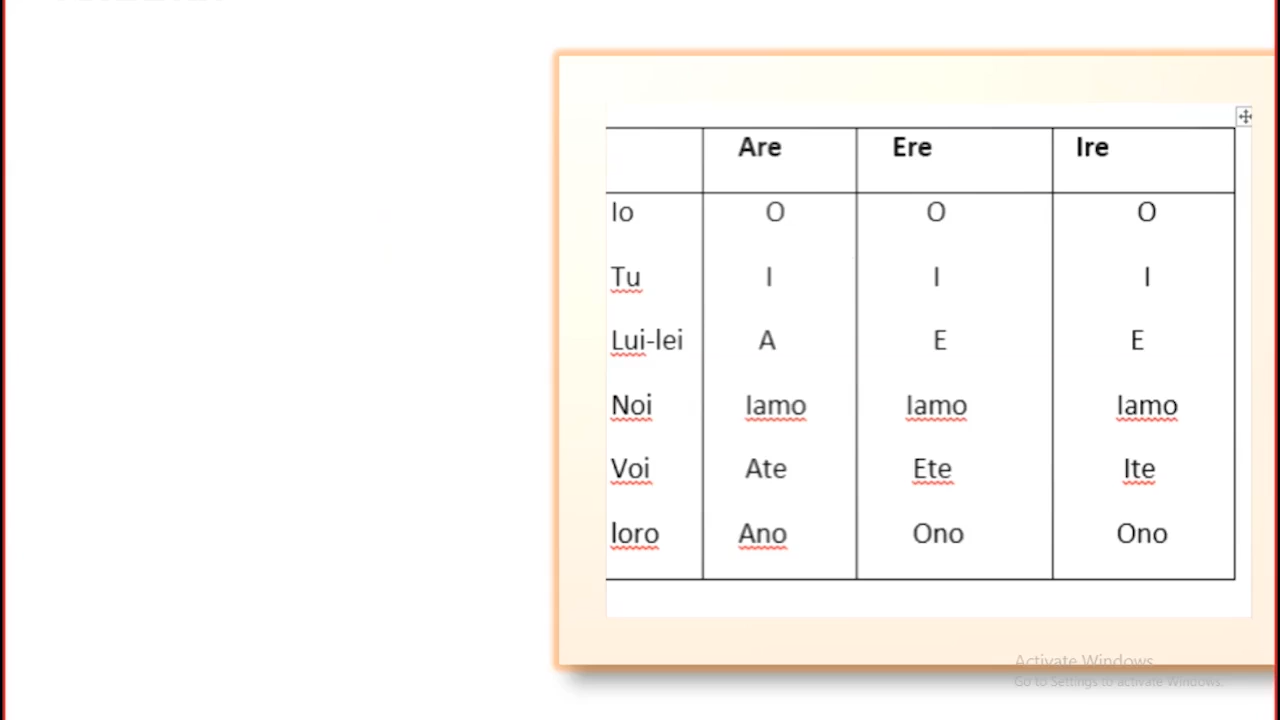 Are Ere Ire
Io O O O
Tu I I I
Lui-lei A E E
Noi Iamo Iamo Iamo
Voi Ate Ete Ite
loro Ano Ono Ono
Activate Windows
Go to Settings to activate Windows.